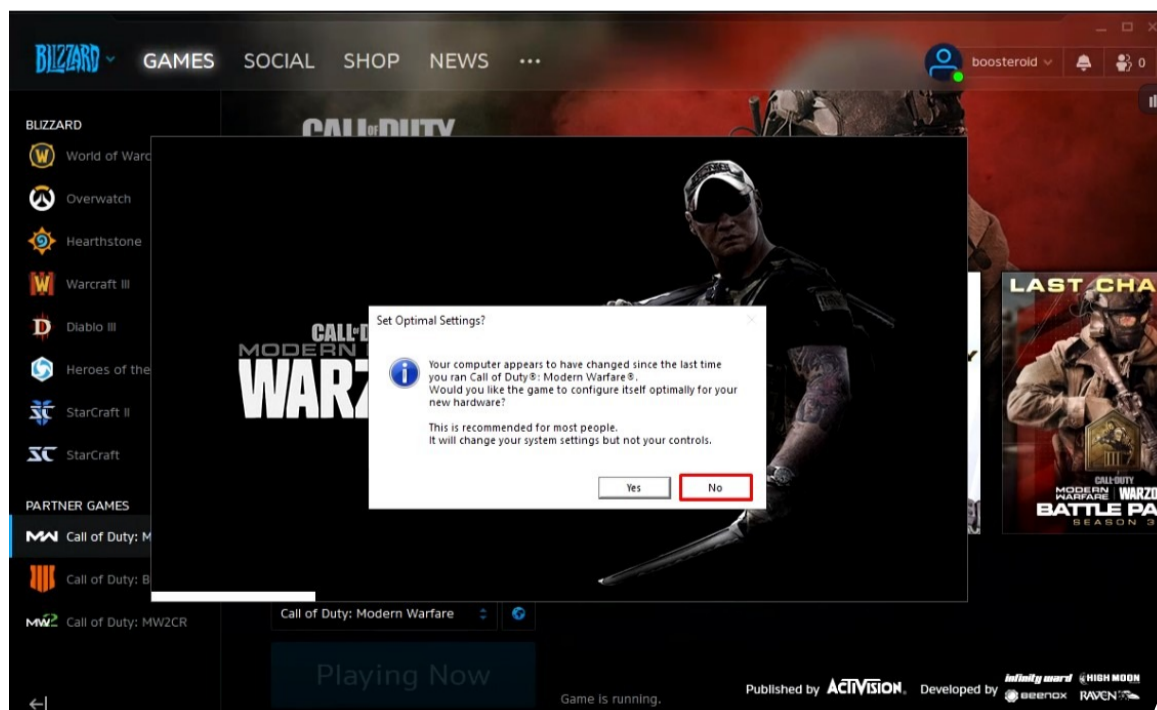 BLIZZARD
GAMES
SOCIAL
SHOP
NEWS
boosteroid
0
BLIZZARD
World of Warc
Overwatch
Hearthstone
Warcraft III
Diablo III
Heroes of the
StarCraft II
StarCraft
PARTNER GAMES
Call of Duty: M
Call of Duty: B
MW2 Call of Duty: MW2CR
CALL OF DUTY
CALL OF D
MODERN
WARZ
Set Optimal Settings?
Your computer appears to have changed since the last time
you ran Call of Duty®: Modern Warfare®.
Would you like the game to configure itself optimally for your
new hardware?
This is recommended for most people.
It will change your system settings but not your controls.
Yes
No
LAST CHA
CALL OF DUTY
MODERN WARFARE WARZO
BATTLE PA
SEASON 3
Call of Duty: Modern Warfare
Playing Now
Game is running.
Published by ACTIVISION. Developed by
infinity ward HIGH MOON
BEENOX RAVEN